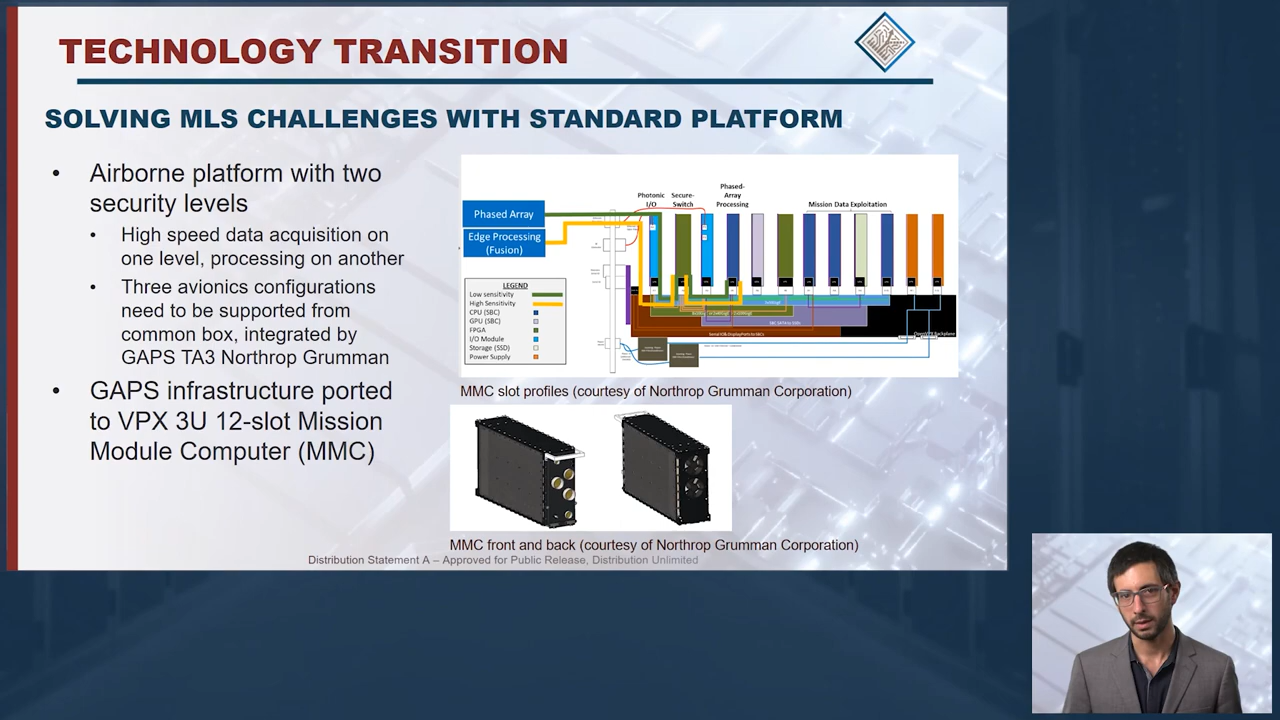 TECHNOLOGY TRANSITION
SOLVING MLS CHALLENGES WITH STANDARD PLATFORM
• Airborne platform with two
security levels
• High speed data acquisition on
one level, processing on another
• Three avionics configurations
need to be supported from
common box, integrated by
GAPS TA3 Northrop Grumman
• GAPS infrastructure ported
to VPX 3U 12-slot Mission
Module Computer (MMC)
Photonic
I/O
Secure-
Switch
Phased-
Array
Processing
Mission Data Exploitation
Phased Array
Edge Processing
(Fusion)
LEGEND
Low sensitivity
High Sensitivity
CPU (SBC)
GPU (SBC)
FPGA
I/O Module
Storage (SSD)
Power Supply
OpenVPX Backplane
MMC slot profiles (courtesy of Northrop Grumman Corporation)
MMC front and back (courtesy of Northrop Grumman Corporation)
Distribution Statement A – Approved for Public Release, Distribution Unlimited